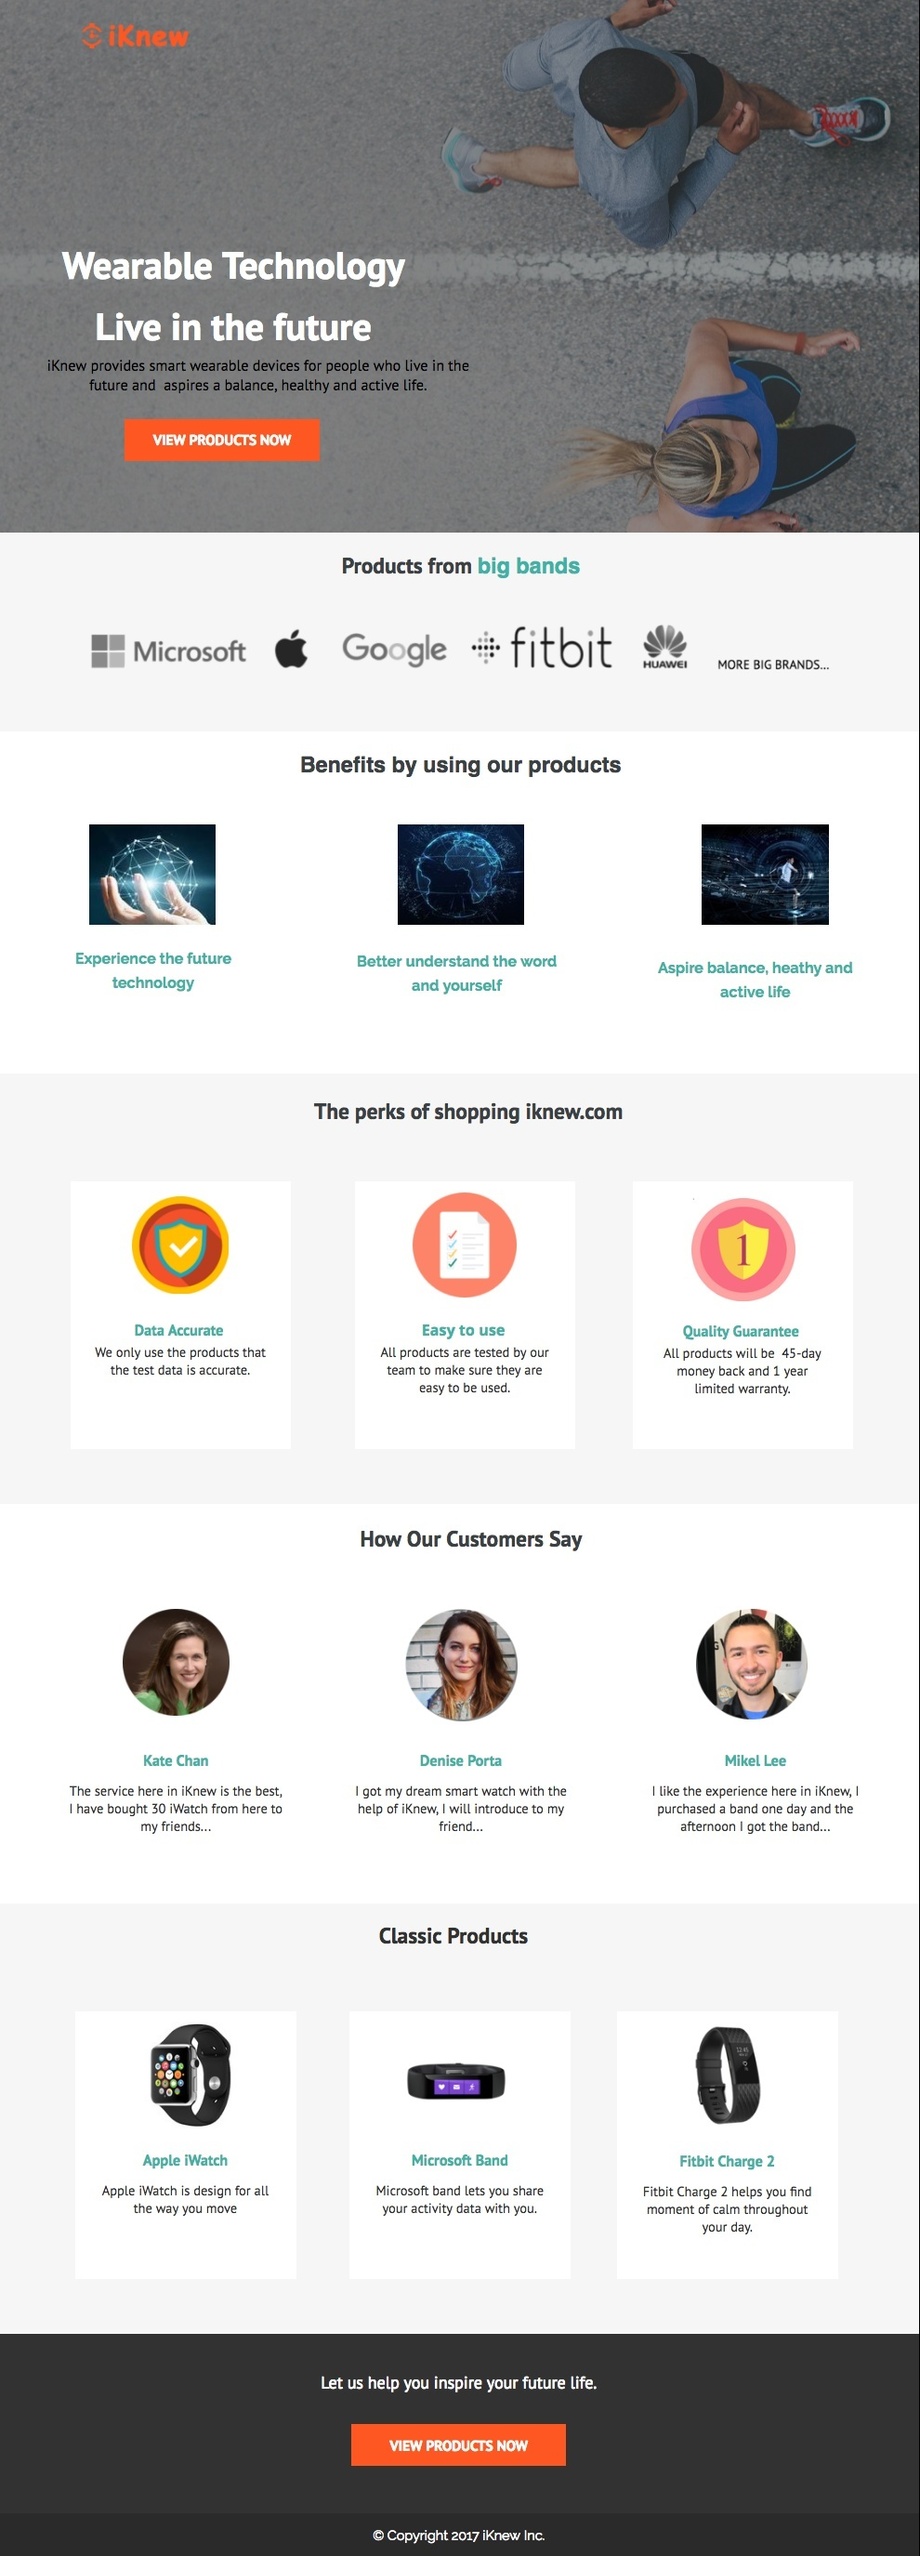 iKnew
Wearable Technology
Live in the future
iKnew provides smart wearable devices for people who live in the
future and  aspires a balance, healthy and active life.
VIEW PRODUCTS NOW
Products from big bands
Microsoft
Google
fitbit
HUAWEI
MORE BIG BRANDS...
Benefits by using our products
Experience the future
technology
Better understand the word
and yourself
Aspire balance, heathy and
active life
The perks of shopping iknew.com
1
Data Accurate
We only use the products that
the test data is accurate.
Easy to use
All products are tested by our
team to make sure they are
easy to be used.
Quality Guarantee
All products will be  45-day
money back and 1 year
limited warranty.
How Our Customers Say
Kate Chan
The service here in iKnew is the best,
I have bought 30 iWatch from here to
my friends...
Denise Porta
I got my dream smart watch with the
help of iKnew, I will introduce to my
friend...
Mikel Lee
I like the experience here in iKnew, I
purchased a band one day and the
afternoon I got the band...
Classic Products
Apple iWatch
Apple iWatch is design for all
the way you move
Microsoft Band
Microsoft band lets you share
your activity data with you.
Fitbit Charge 2
Fitbit Charge 2 helps you find
moment of calm throughout
your day.
Let us help you inspire your future life.
VIEW PRODUCTS NOW
© Copyright 2017 iKnew Inc.